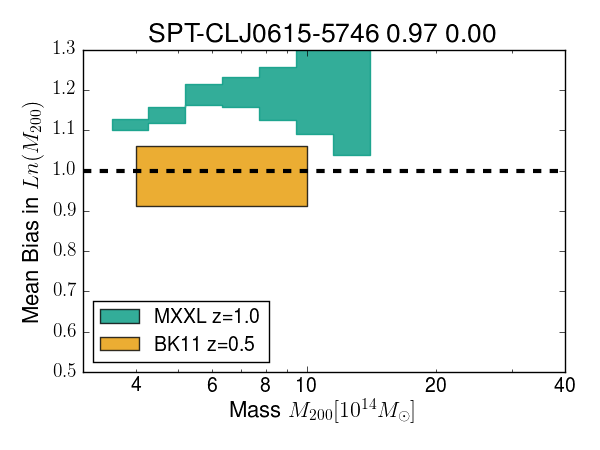 SPT-CLJ0615-5746 0.97 0.00
1.3
1.2
1.1
1.0
0.9
0.8
0.7
0.6
0.5
Mean Bias in Ln(M₂₀₀)
MXXL z=1.0
BK11 z=0.5
4 6 8 10 20 40
Mass M₂₀₀[10¹⁴M☉]